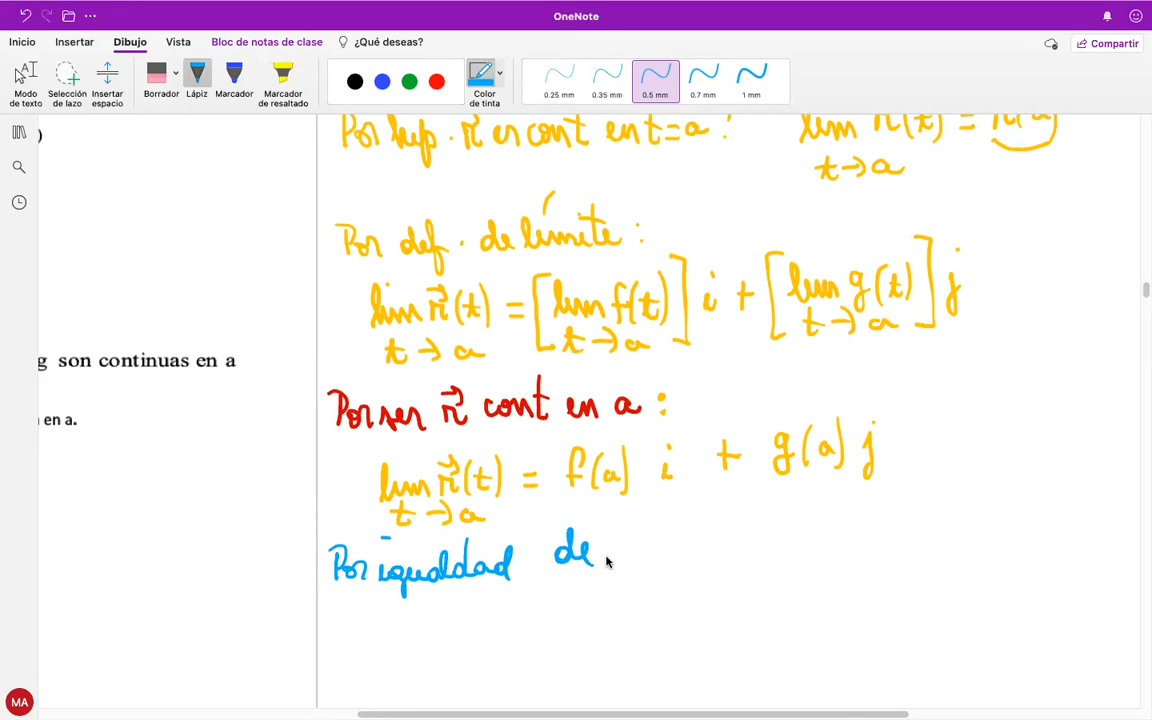 OneNote
Inicio Insertar Dibujo Vista Bloc de notas de clase ¿Qué deseas? Compartir
Modo de texto Selección de lazo Insertar espacio Borrador Lápiz Marcador Marcador de resaltado Color de tinta 0.25 mm 0.35 mm 0.5 mm 0.7 mm 1 mm
)
g son continuas en a
en a.
Por hip. r⃗ es cont en t=a : lim r(t) = r(a)
t→a
Por def. de límite:
lim r⃗(t) = [lim f(t)] i + [lim g(t)] j
t→a t→a t→a
Por ser r⃗ cont en a :
lim r⃗(t) = f(a) i + g(a) j
t→a
Por igualdad de
MA